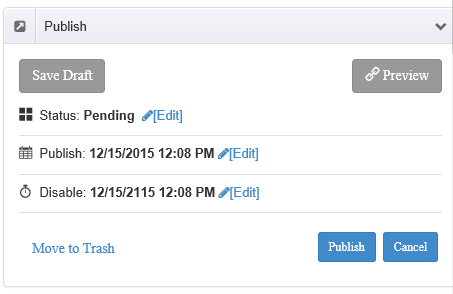 Publish
Save Draft Preview
Status: Pending [Edit]
Publish: 12/15/2015 12:08 PM [Edit]
Disable: 12/15/2115 12:08 PM [Edit]
Move to Trash Publish Cancel